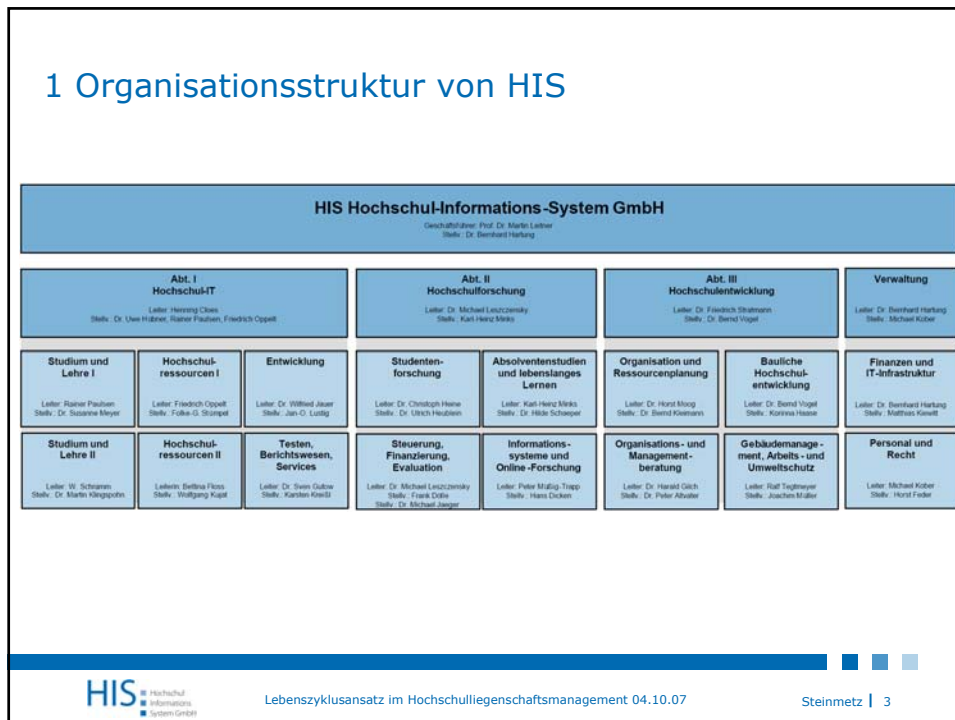 1 Organisationsstruktur von HIS
HIS Hochschul-Informations-System GmbH
Geschäftsführer: Prof. Dr. Martin Leitner
Stellv.: Dr. Bernhard Hartung
Abt. I
Hochschul-IT
Leiter: Henning Cloes
Stellv.: Dr. Uwe Hübner, Rainer Paulsen, Friedrich Oppelt
Abt. II
Hochschulforschung
Leiter: Dr. Michael Leszczensky
Stellv.: Karl-Heinz Minks
Abt. III
Hochschulentwicklung
Leiter: Dr. Friedrich Stratmann
Stellv.: Dr. Bernd Vogel
Verwaltung
Leiter: Dr. Bernhard Hartung
Stellv.: Michael Kober
Studium und
Lehre I
Leiter: Rainer Paulsen
Stellv.: Dr. Susanne Meyer
Hochschul-
ressourcen I
Leiter: Friedrich Oppelt
Stellv.: Folke-G. Stümpel
Entwicklung
Leiter: Dr. Wilfried Jauer
Stellv.: Jan-O. Lustig
Studenten-
forschung
Leiter: Dr. Christoph Heine
Stellv.: Dr. Ulrich Heublein
Absolventenstudien
und lebenslanges
Lernen
Leiter: Karl-Heinz Minks
Stellv.: Dr. Hilde Schaeper
Organisation und
Ressourcenplanung
Leiter: Dr. Horst Moog
Stellv.: Dr. Bernd Kleimann
Bauliche
Hochschul-
entwicklung
Leiter: Dr. Bernd Vogel
Stellv.: Korinna Haase
Finanzen und
IT-Infrastruktur
Leiter: Dr. Bernhard Hartung
Stellv.: Matthias Kiewitt
Studium und
Lehre II
Leiter: W. Schramm
Stellv.: Dr. Martin Klingspohn
Hochschul-
ressourcen II
Leiterin: Bettina Floss
Stellv.: Wolfgang
Testen,
Berichtswesen,
Services
Leiter: Dr. Sven Gutow
Stellv.: Karsten Kreißl
Steuerung,
Finanzierung,
Evaluation
Leiter: Dr. Michael Leszczensky
Stellv.: Frank Dölle
Stellv.: Dr. Michael Jaeger
Informations-
systeme und
Online-Forschung
Leiter: Peter Müßig-Trapp
Stellv.: Hans Dicken
Organisations- und
Management-
beratung
Leiter: Dr. Harald Gilch
Stellv.: Dr. Peter Altvater
Gebäudemanage-
ment, Arbeits- und
Umweltschutz
Leiter: Ralf Tegtmeyer
Stellv.: Joachim Müller
Personal und
Recht
Leiter: Michael Kober
Stellv.: Horst Feder
HIS Hochschul
Informations
System GmbH
Lebenszyklusansatz im Hochschulliegenschaftsmanagement 04.10.07
Steinmetz | 3